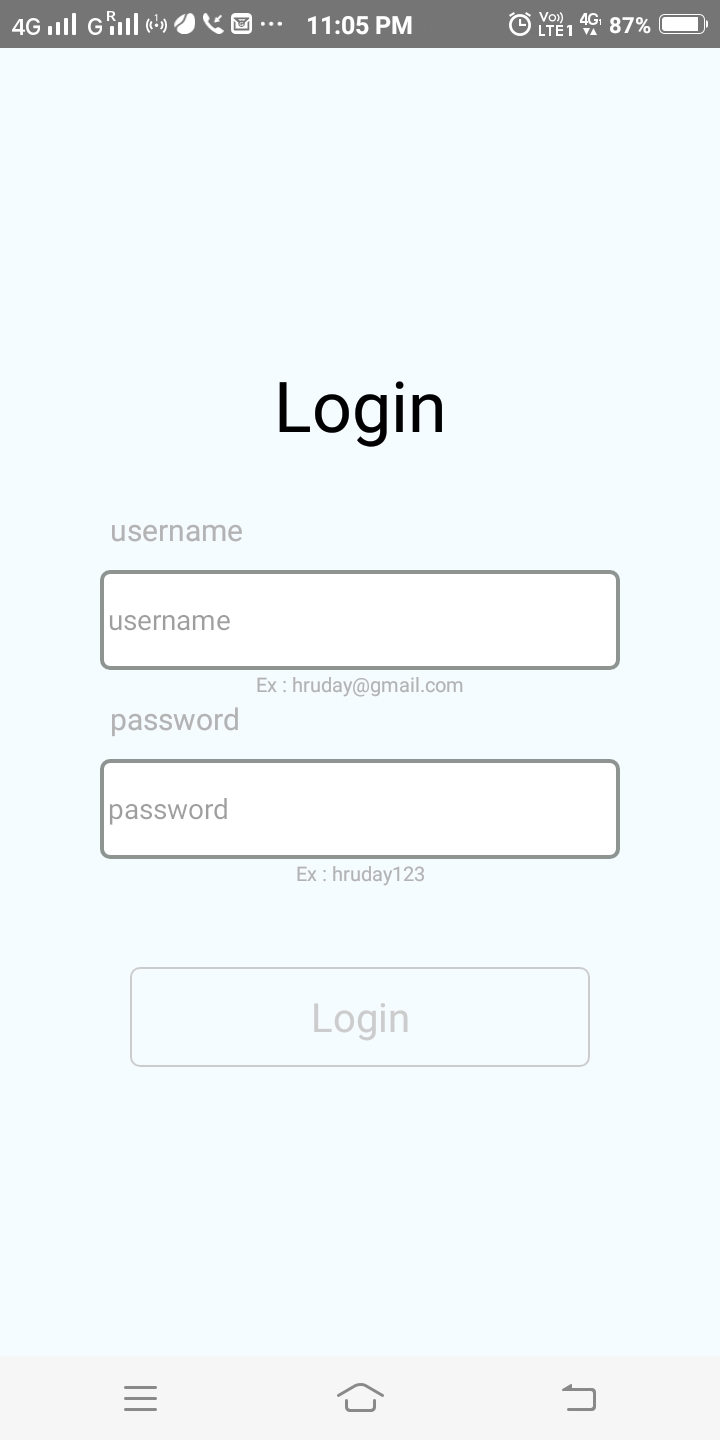 4G G R 11:05 PM Vo)) LTE1 4G 87%
Login
username
username
Ex : hruday@gmail.com
password
password
Ex : hruday123
Login